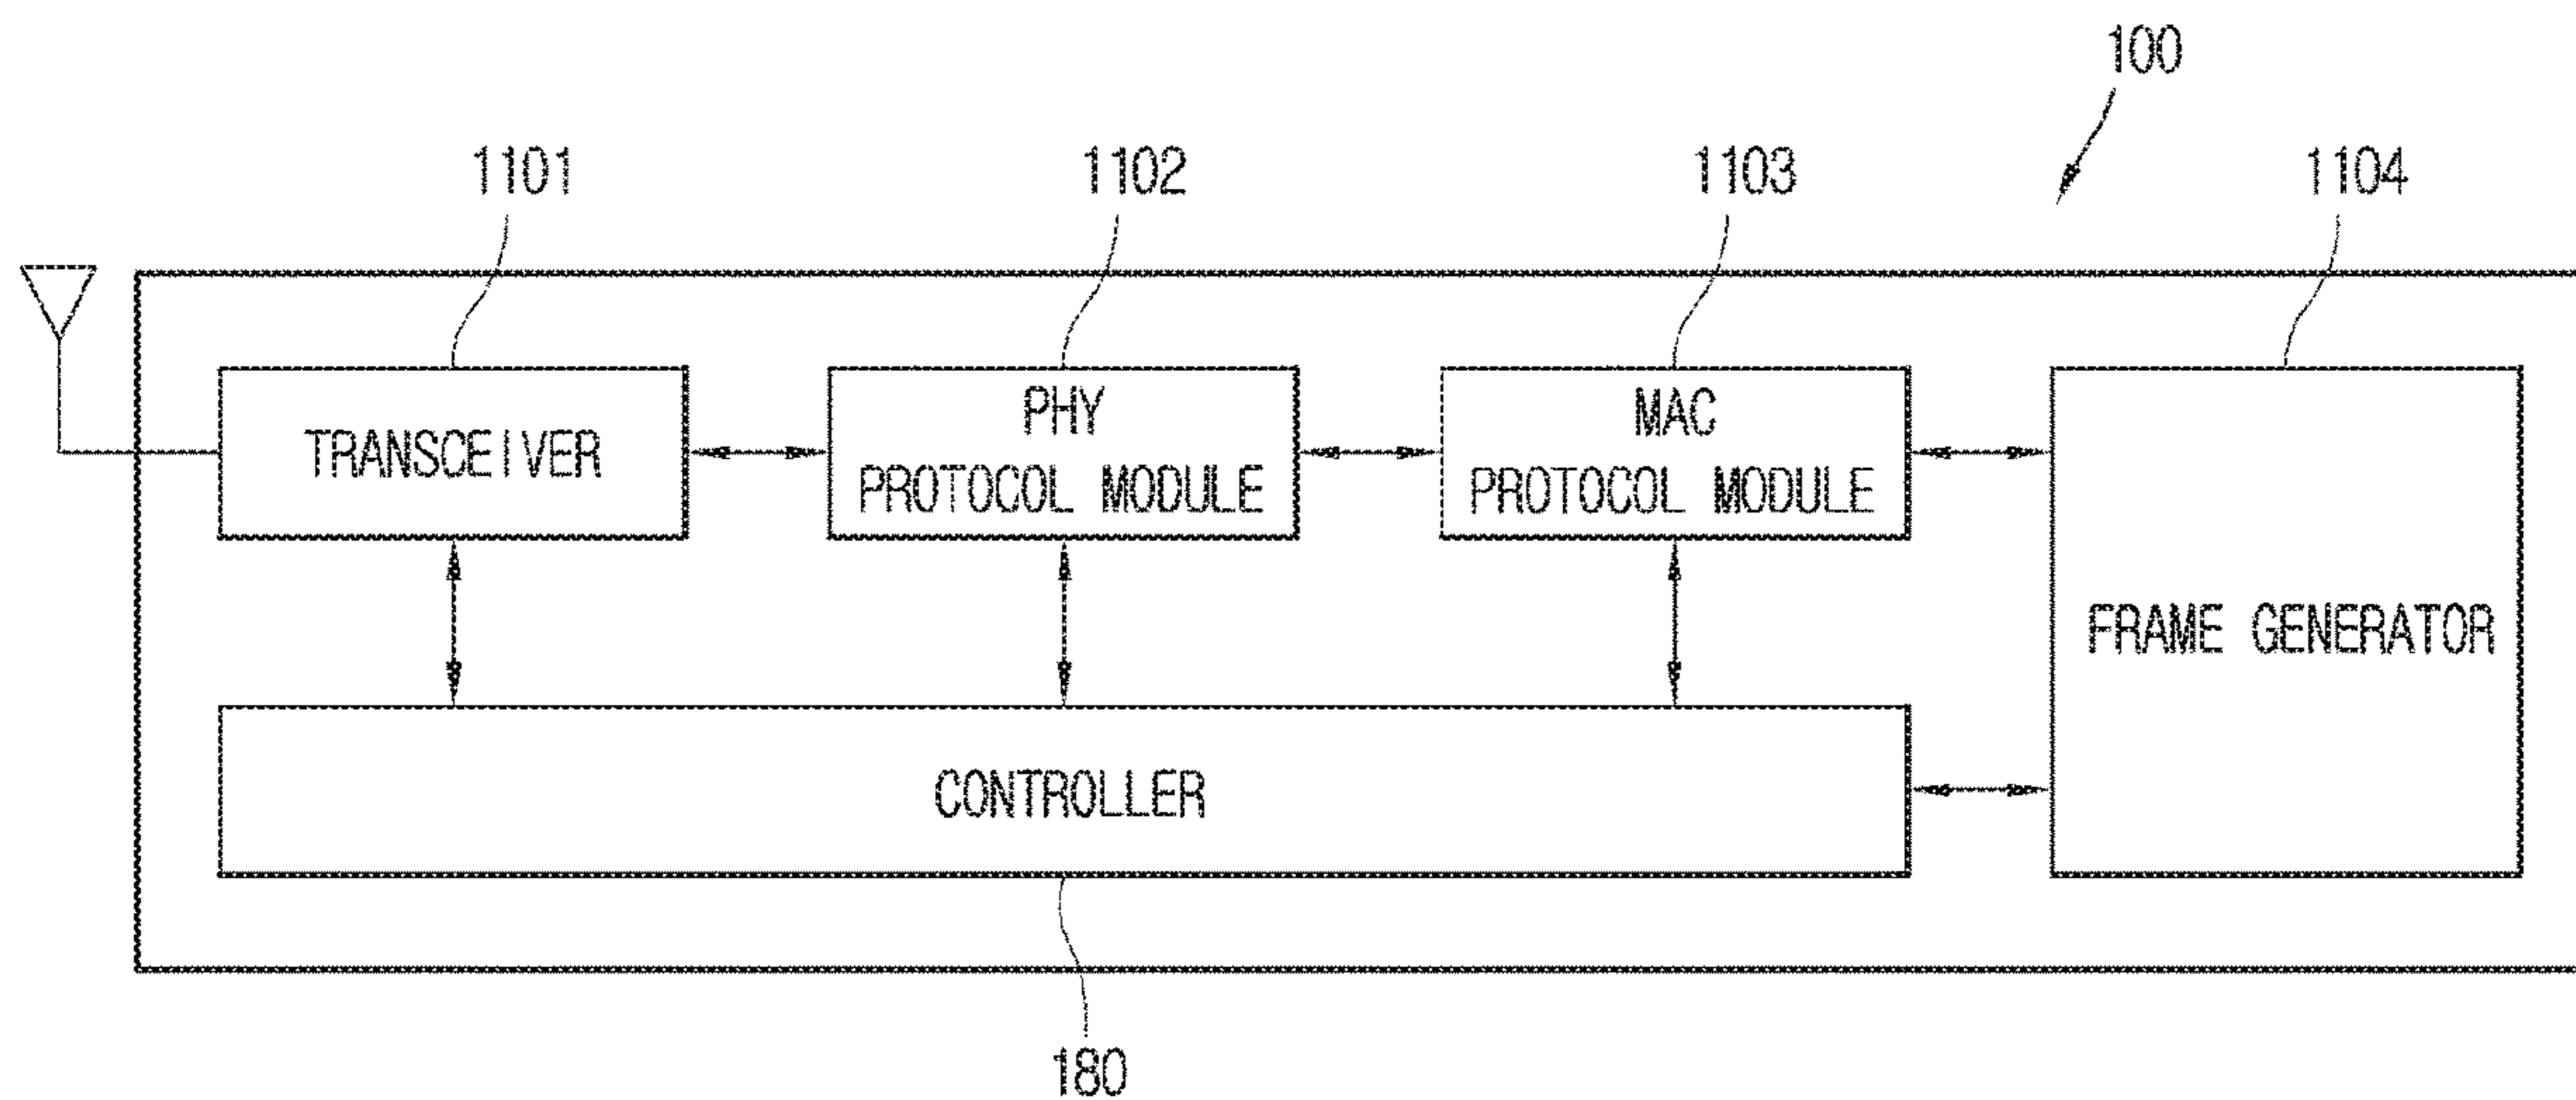 100
1101
1102
1103
1104
TRANSCEIVER
PHY
PROTOCOL MODULE
MAC
PROTOCOL MODULE
FRAME GENERATOR
CONTROLLER
180